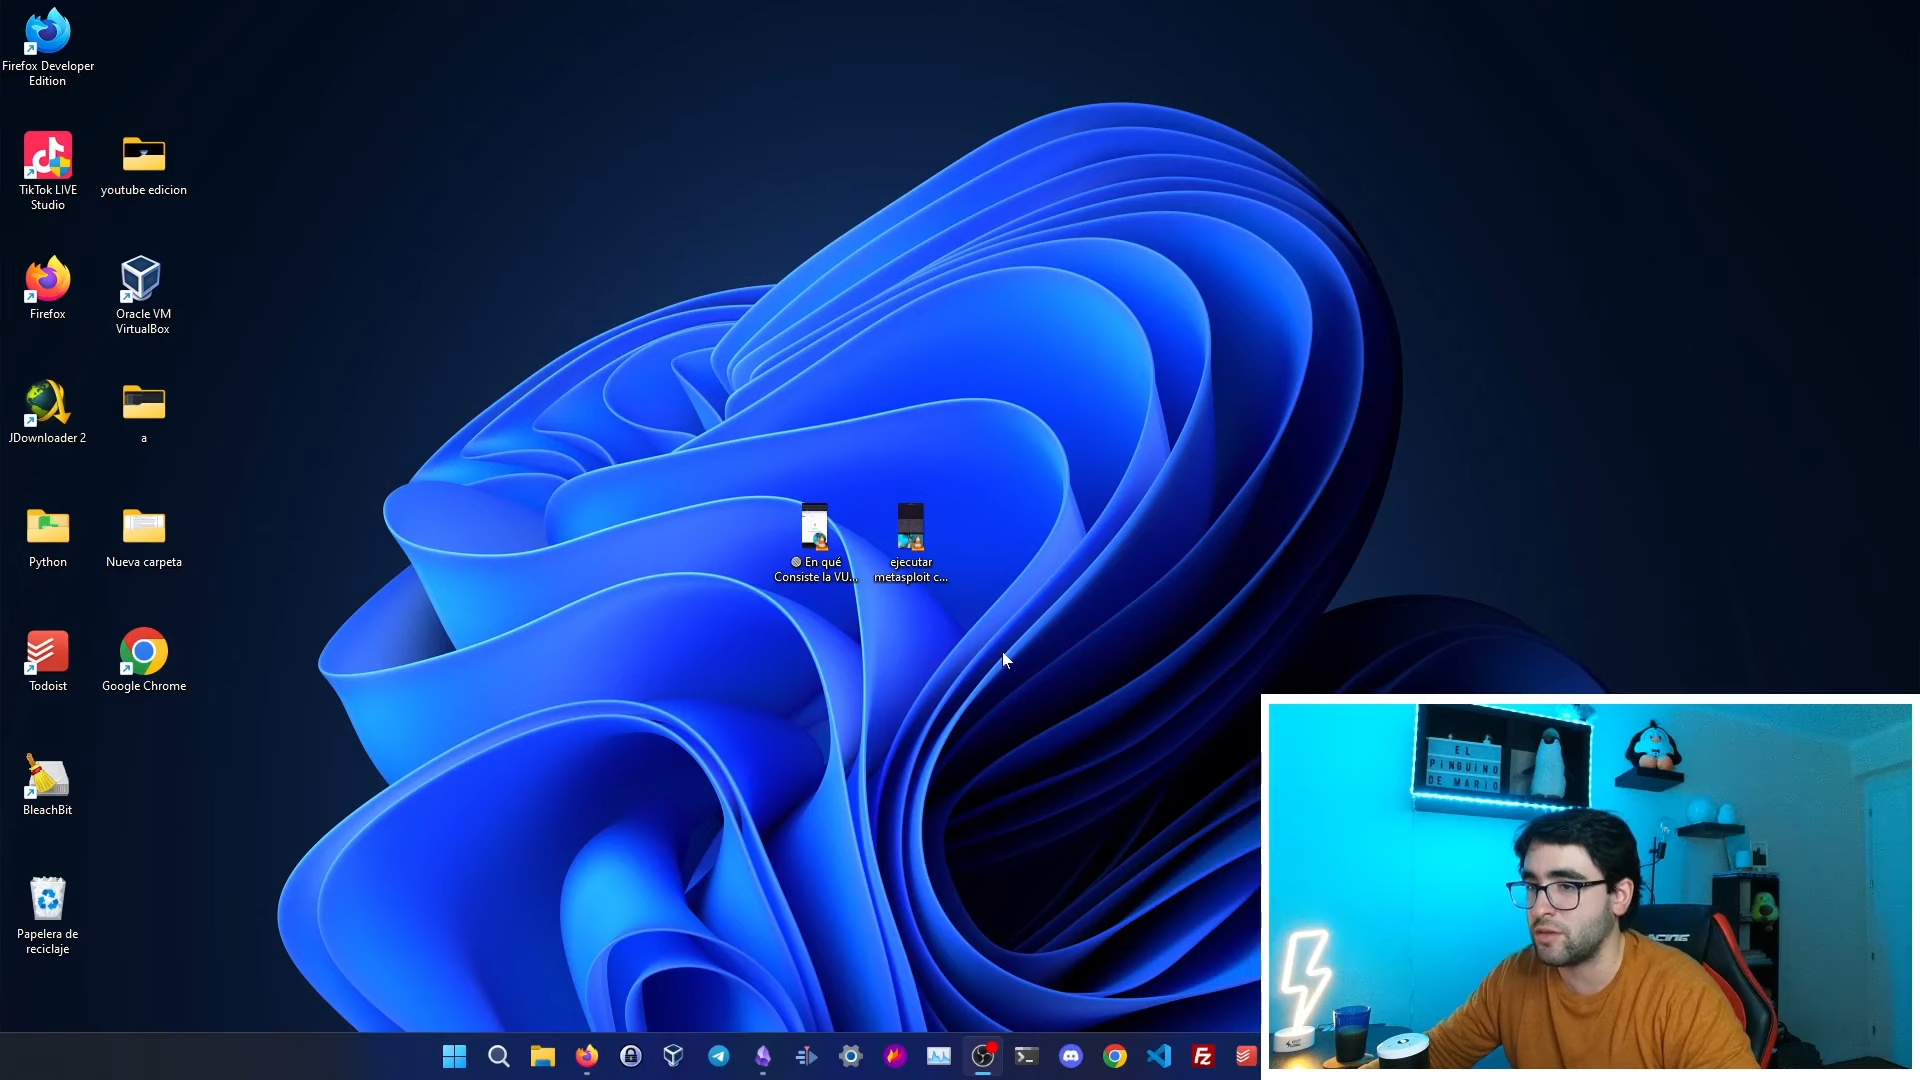 Firefox Developer
Edition
TikTok LIVE
Studio
youtube edicion
Firefox
Oracle VM
VirtualBox
JDownloader 2
a
Python
Nueva carpeta
En qué
Consiste la VU...
ejecutar
metasploit c...
Todoist
Google Chrome
BleachBit
Papelera de
reciclaje
EL
PINGUINO
DE MARIO
FZ